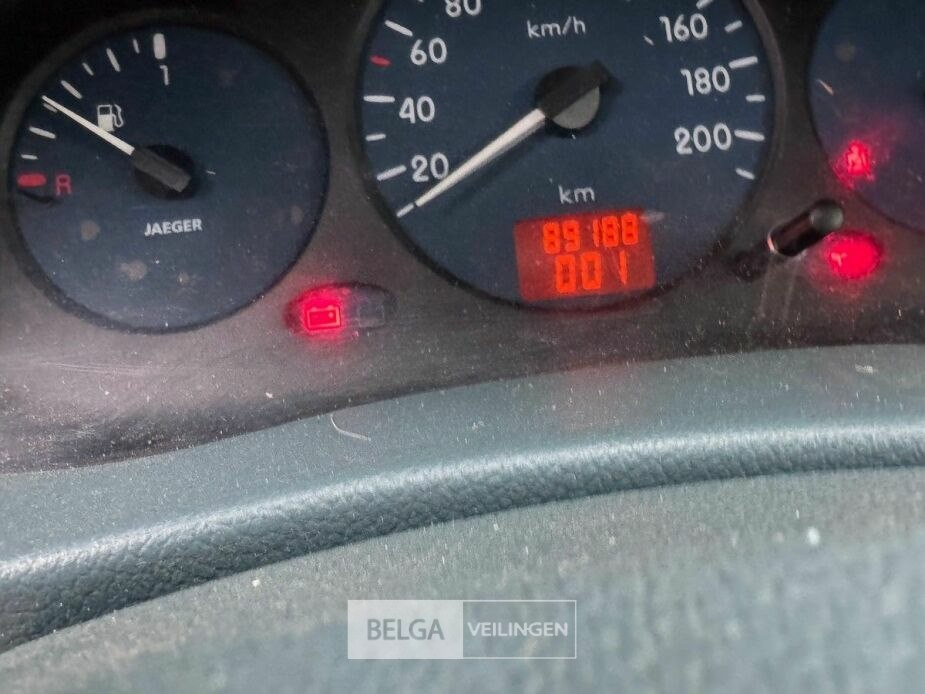 1
R
JAEGER
20
40
60
80
km/h
160
180
200
km
89188
001
BELGA VEILINGEN